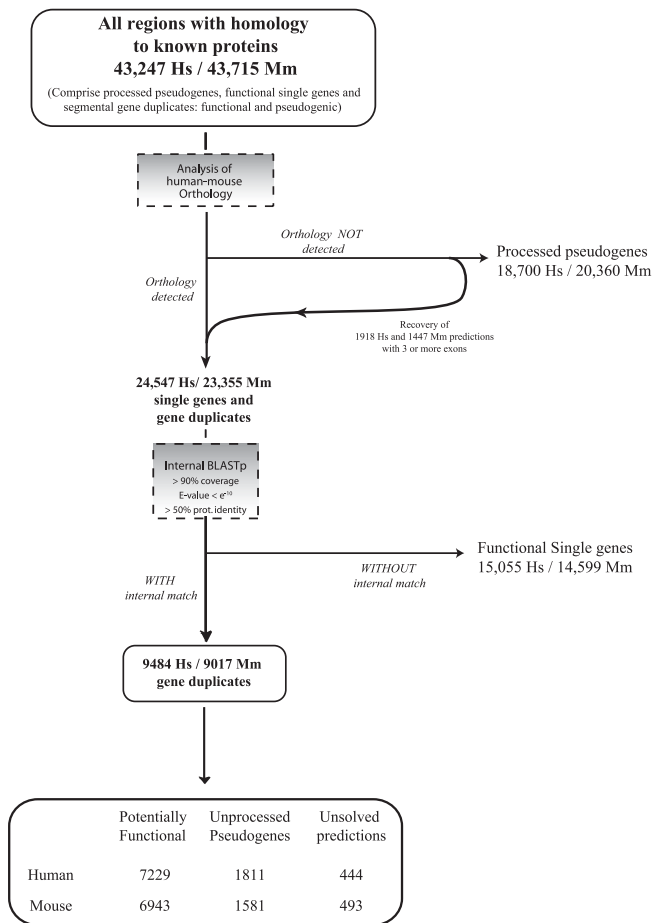 All regions with homology
to known proteins
43,247 Hs / 43,715 Mm
(Comprise processed pseudogenes, functional single genes and
segmental gene duplicates: functional and pseudogenic)
Analysis of
human-mouse
Orthology
Orthology NOT
detected
Processed pseudogenes
18,700 Hs / 20,360 Mm
Orthology
detected
Recovery of
1918 Hs and 1447 Mm predictions
with 3 or more exons
24,547 Hs/ 23,355 Mm
single genes and
gene duplicates
Internal BLASTp
> 90% coverage
E-value < e-10
> 50% prot. identity
Functional Single genes
15,055 Hs / 14,599 Mm
WITHOUT
internal match
WITH
internal match
9484 Hs / 9017 Mm
gene duplicates
Potentially Unprocessed Unsolved
Functional Pseudogenes predictions
Human 7229 1811 444
Mouse 6943 1581 493